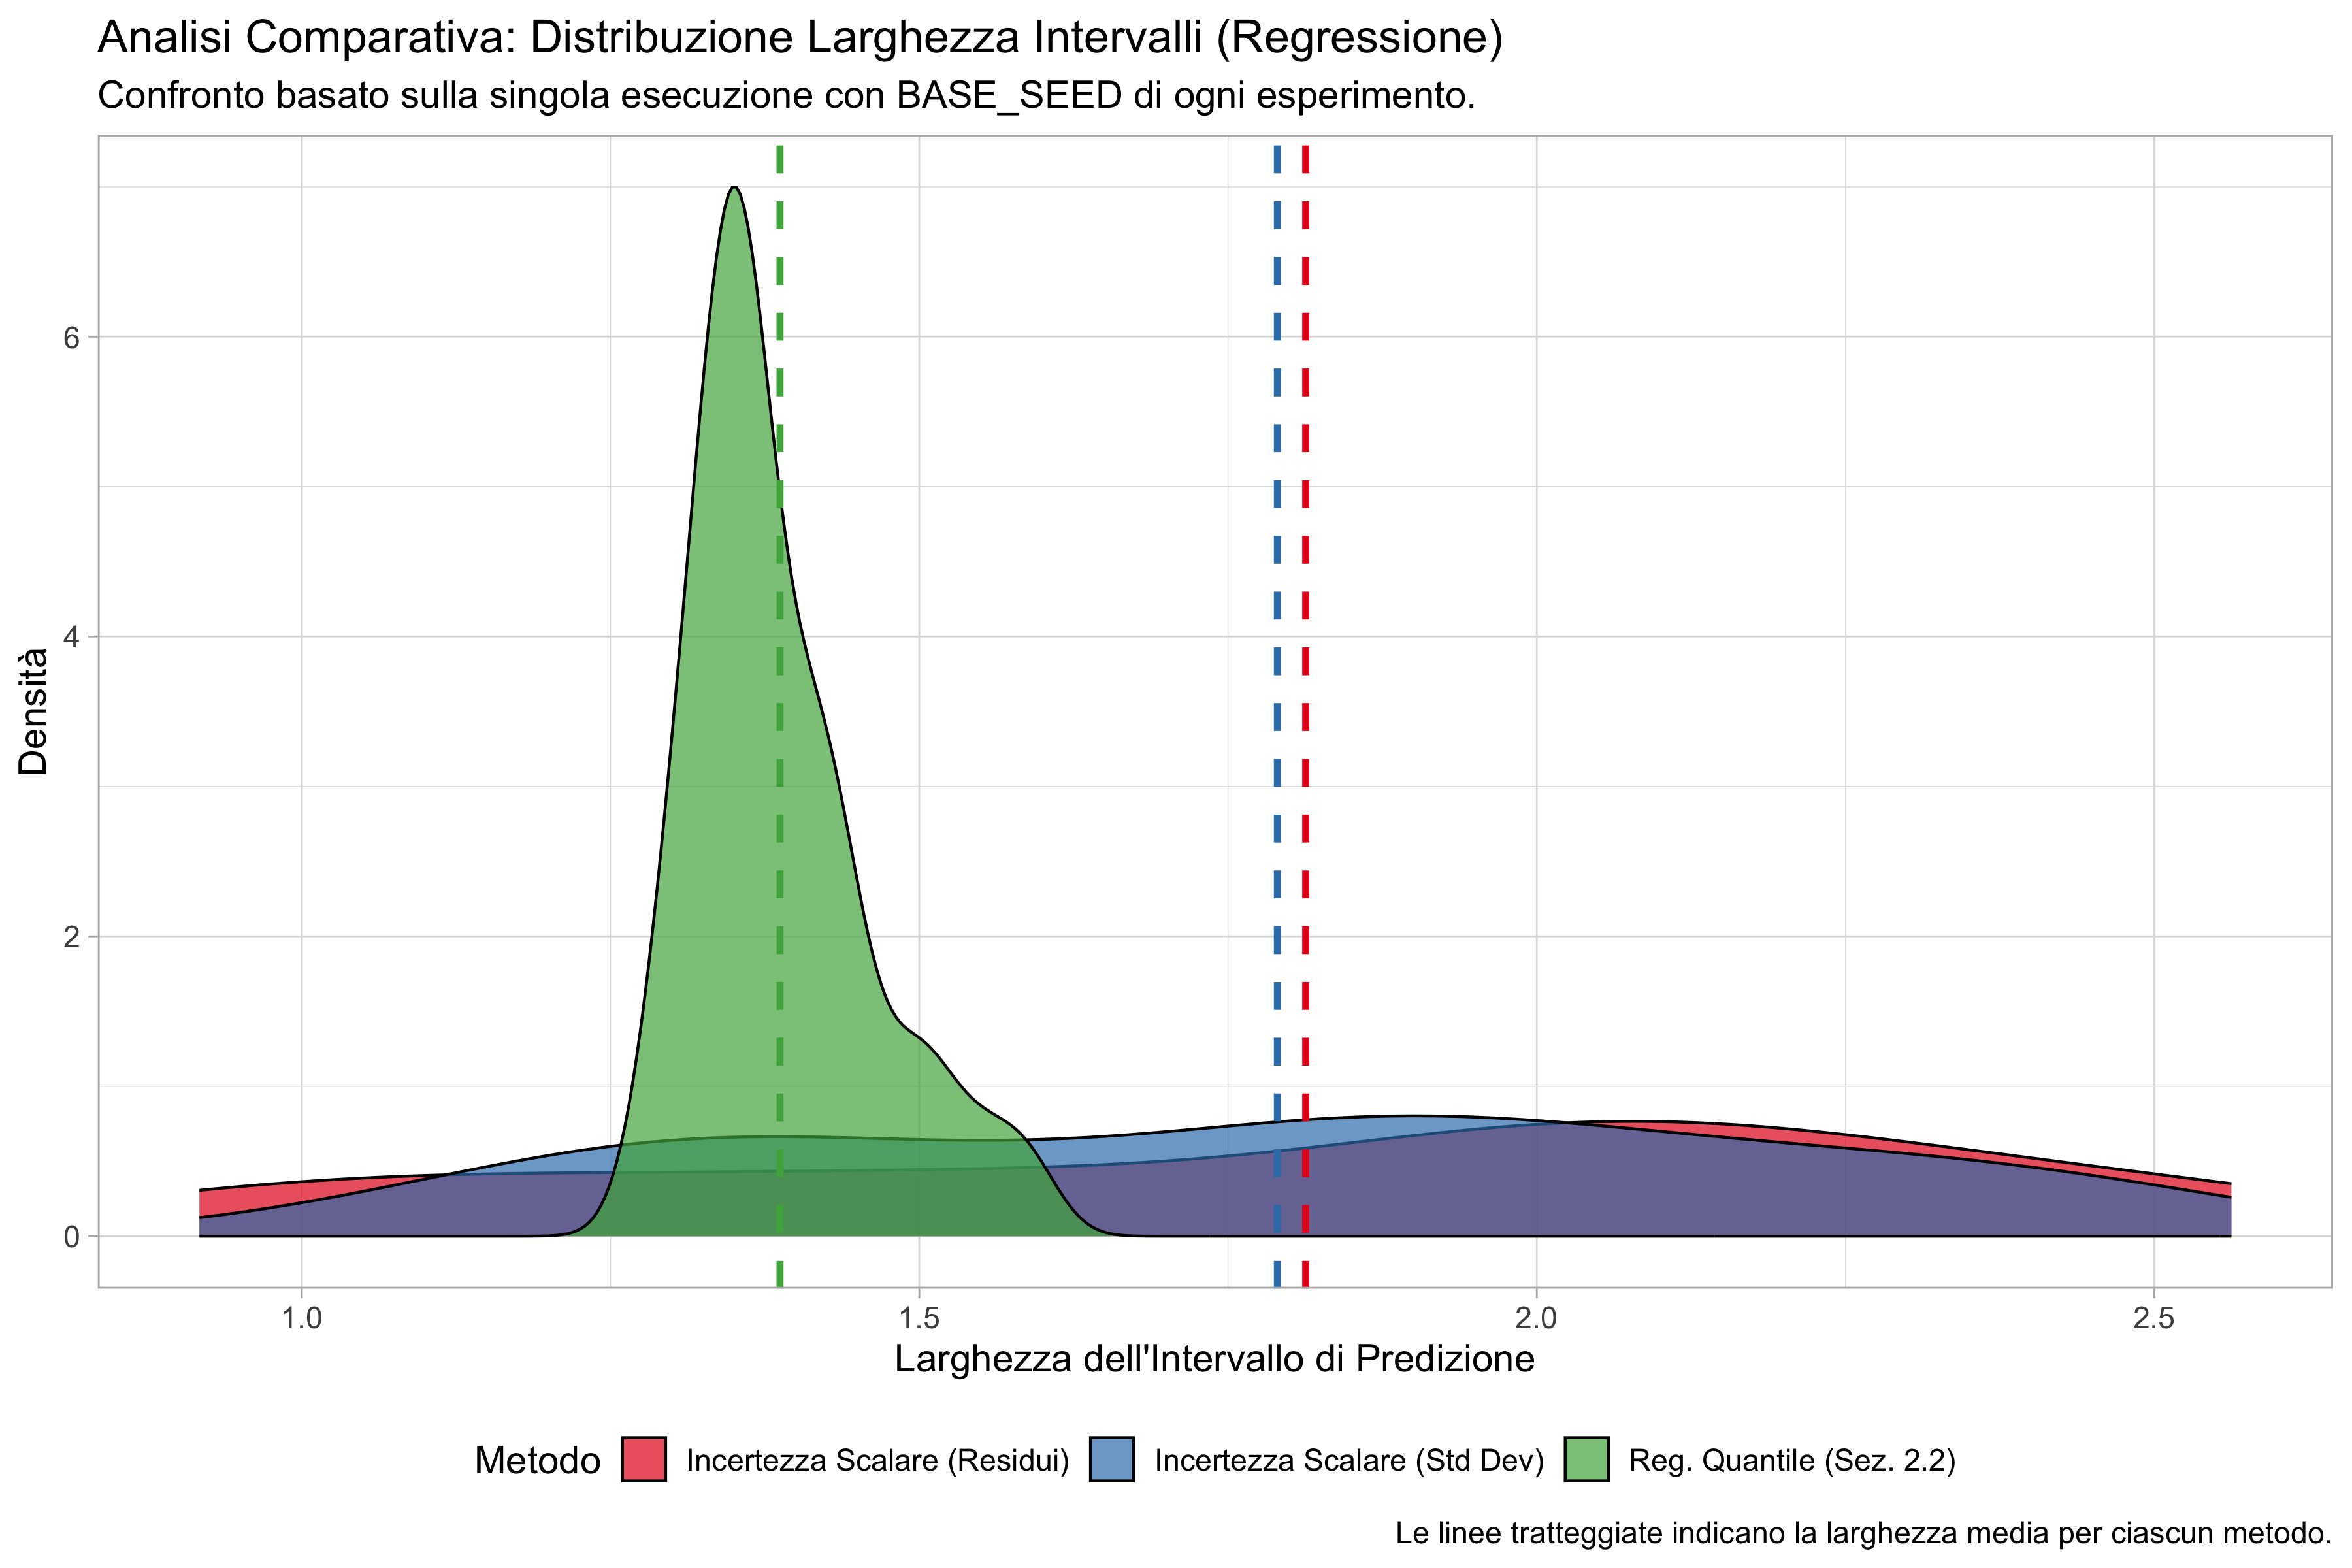 Analisi Comparativa: Distribuzione Larghezza Intervalli (Regressione)
Confronto basato sulla singola esecuzione con BASE_SEED di ogni esperimento.
Densità
6
4
2
0
1.0
1.5
2.0
2.5
Larghezza dell'Intervallo di Predizione
Metodo
Incertezza Scalare (Residui)
Incertezza Scalare (Std Dev)
Reg. Quantile (Sez. 2.2)
Le linee tratteggiate indicano la larghezza media per ciascun metodo.